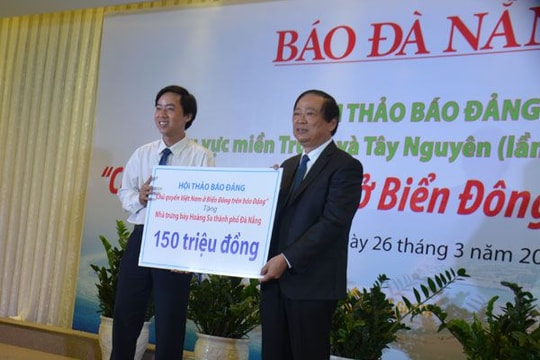 BÁO ĐÀ NẴN
THẢO BÁO ĐẢNG
vực miền Tr và Tây Nguyên (lần
“C ở Biển Đông
ày 26 tháng 3 năm 20
HỘI THẢO BÁO ĐẢNG
"Chủ quyền Việt Nam ở Biển Đông trên báo Đảng"
Tặng
Nhà trưng bày Hoàng Sa thành phố Đà Nẵng
150 triệu đồng